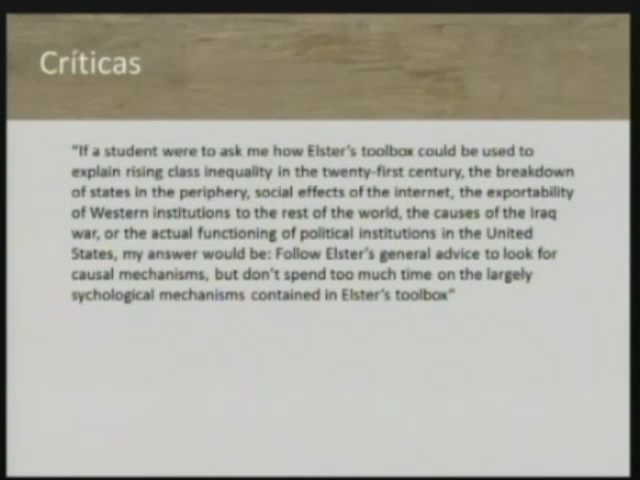 Críticas
"If a student were to ask me how Elster's toolbox could be used to
explain rising class inequality in the twenty-first century, the breakdown
of states in the periphery, social effects of the internet, the exportability
of Western institutions to the rest of the world, the causes of the Iraq
war, or the actual functioning of political institutions in the United
States, my answer would be: Follow Elster's general advice to look for
causal mechanisms, but don't spend too much time on the largely
sychological mechanisms contained in Elster's toolbox"